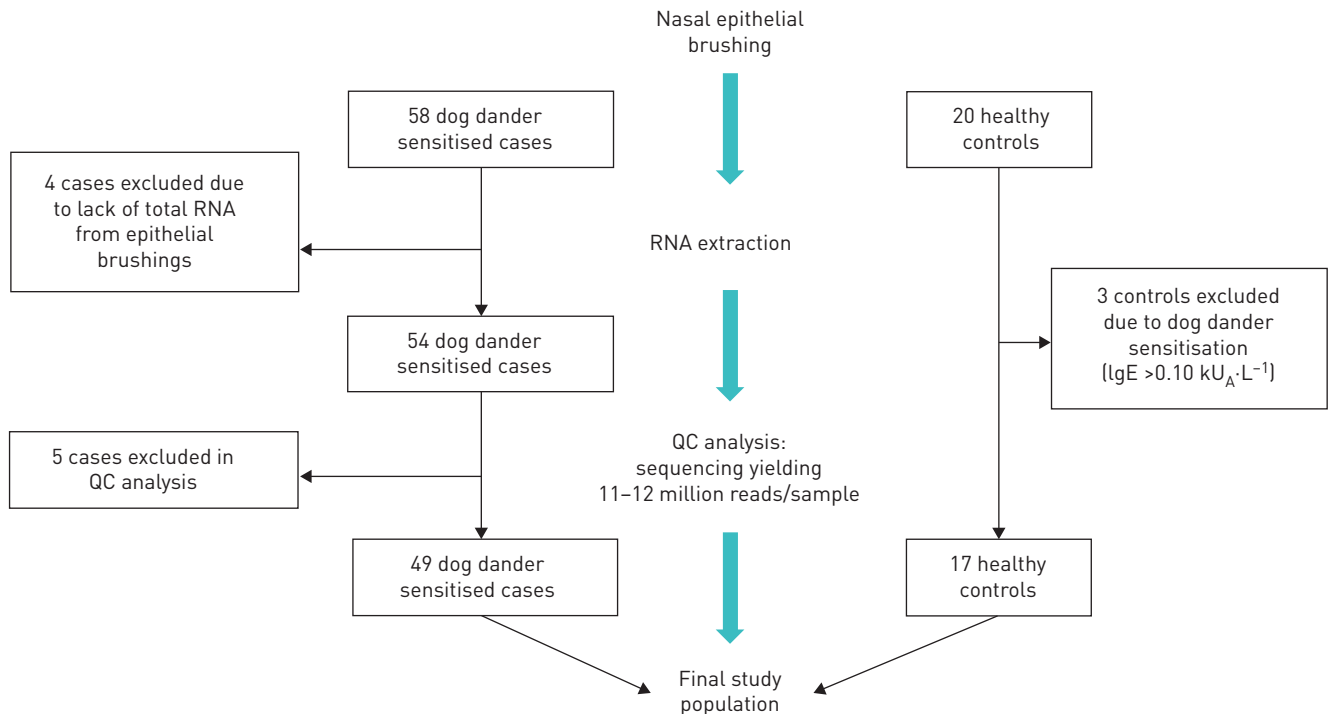 Nasal epithelial
brushing
58 dog dander
sensitised cases
20 healthy
controls
4 cases excluded due
to lack of total RNA
from epithelial
brushings
RNA extraction
3 controls excluded
due to dog dander
sensitisation
(IgE >0.10 kU_A·L⁻¹)
54 dog dander
sensitised cases
5 cases excluded in
QC analysis
QC analysis:
sequencing yielding
11–12 million reads/sample
49 dog dander
sensitised cases
17 healthy
controls
Final study
population